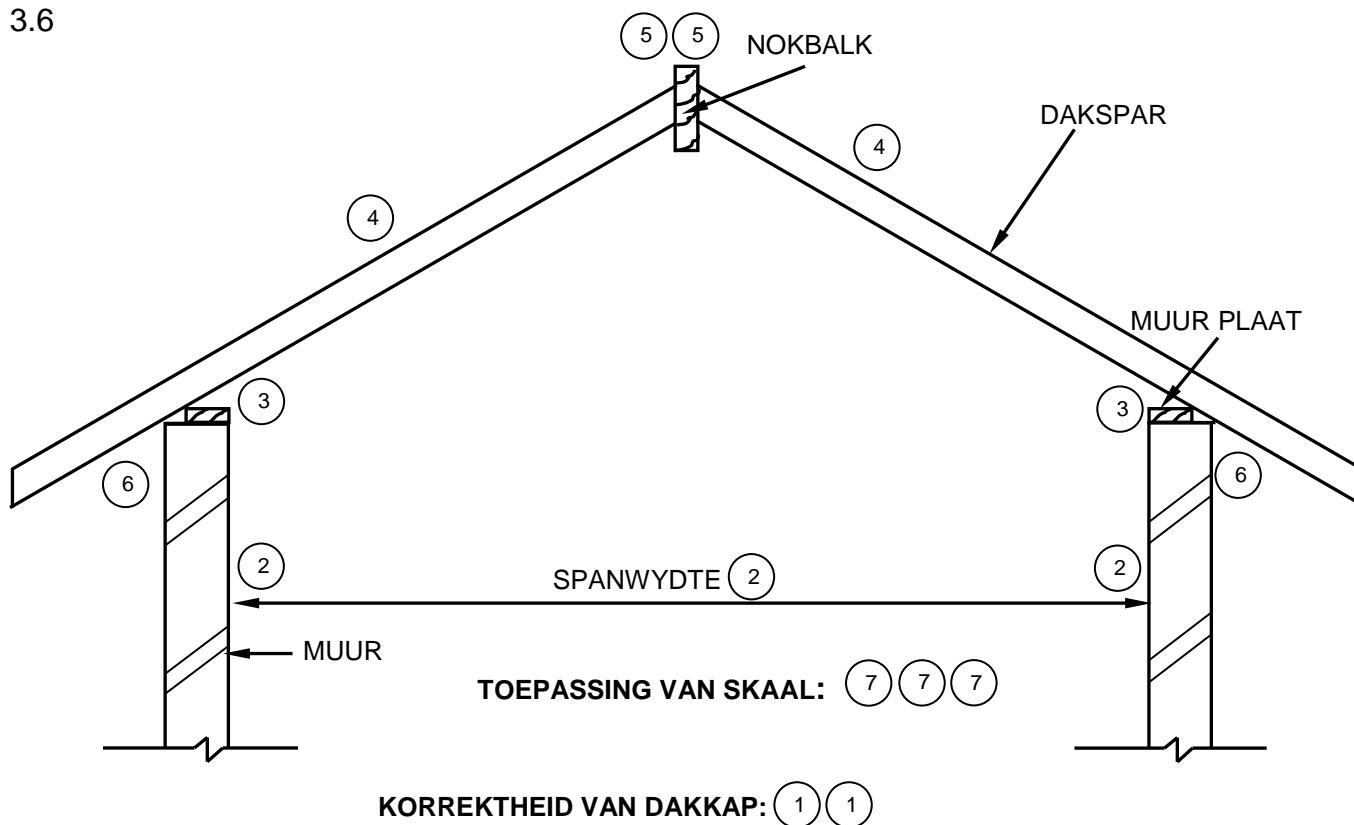 3.6
5 5
NOKBALK
DAKSPAR
4
4
MUUR PLAAT
3
3
6
6
2
2
SPANWYDTE 2
MUUR
TOEPASSING VAN SKAAL: 7 7 7
KORREKTHEID VAN DAKKAP: 1 1